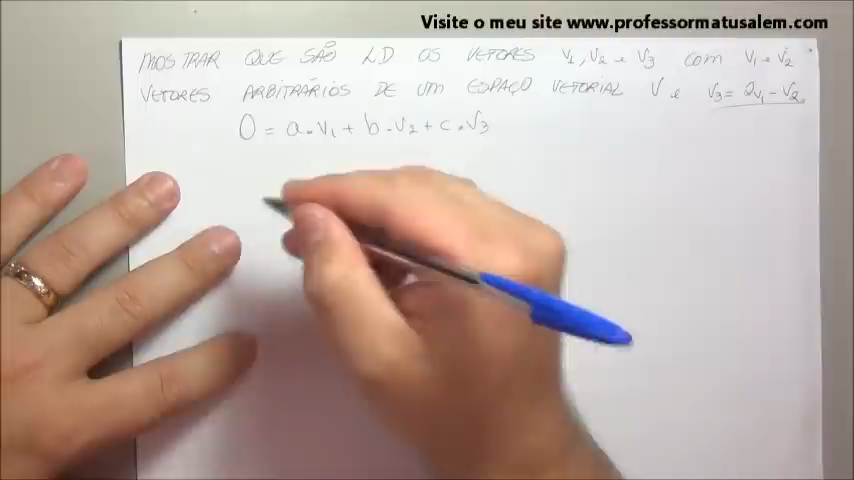 Visite o meu site www.professormatusalem.com
MOSTRAR QUE SÃO LD OS VETORES v₁, v₂ e v₃ com v₁ e v₂
VETORES ARBITRÁRIOS DE UM ESPAÇO VETORIAL V e v₃ = 2v₁ - v₂.
0 = a.v₁ + b.v₂ + c.v₃